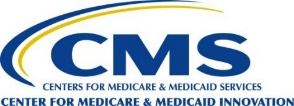 CMS
CENTERS FOR MEDICARE & MEDICAID SERVICES
CENTER FOR MEDICARE & MEDICAID INNOVATION